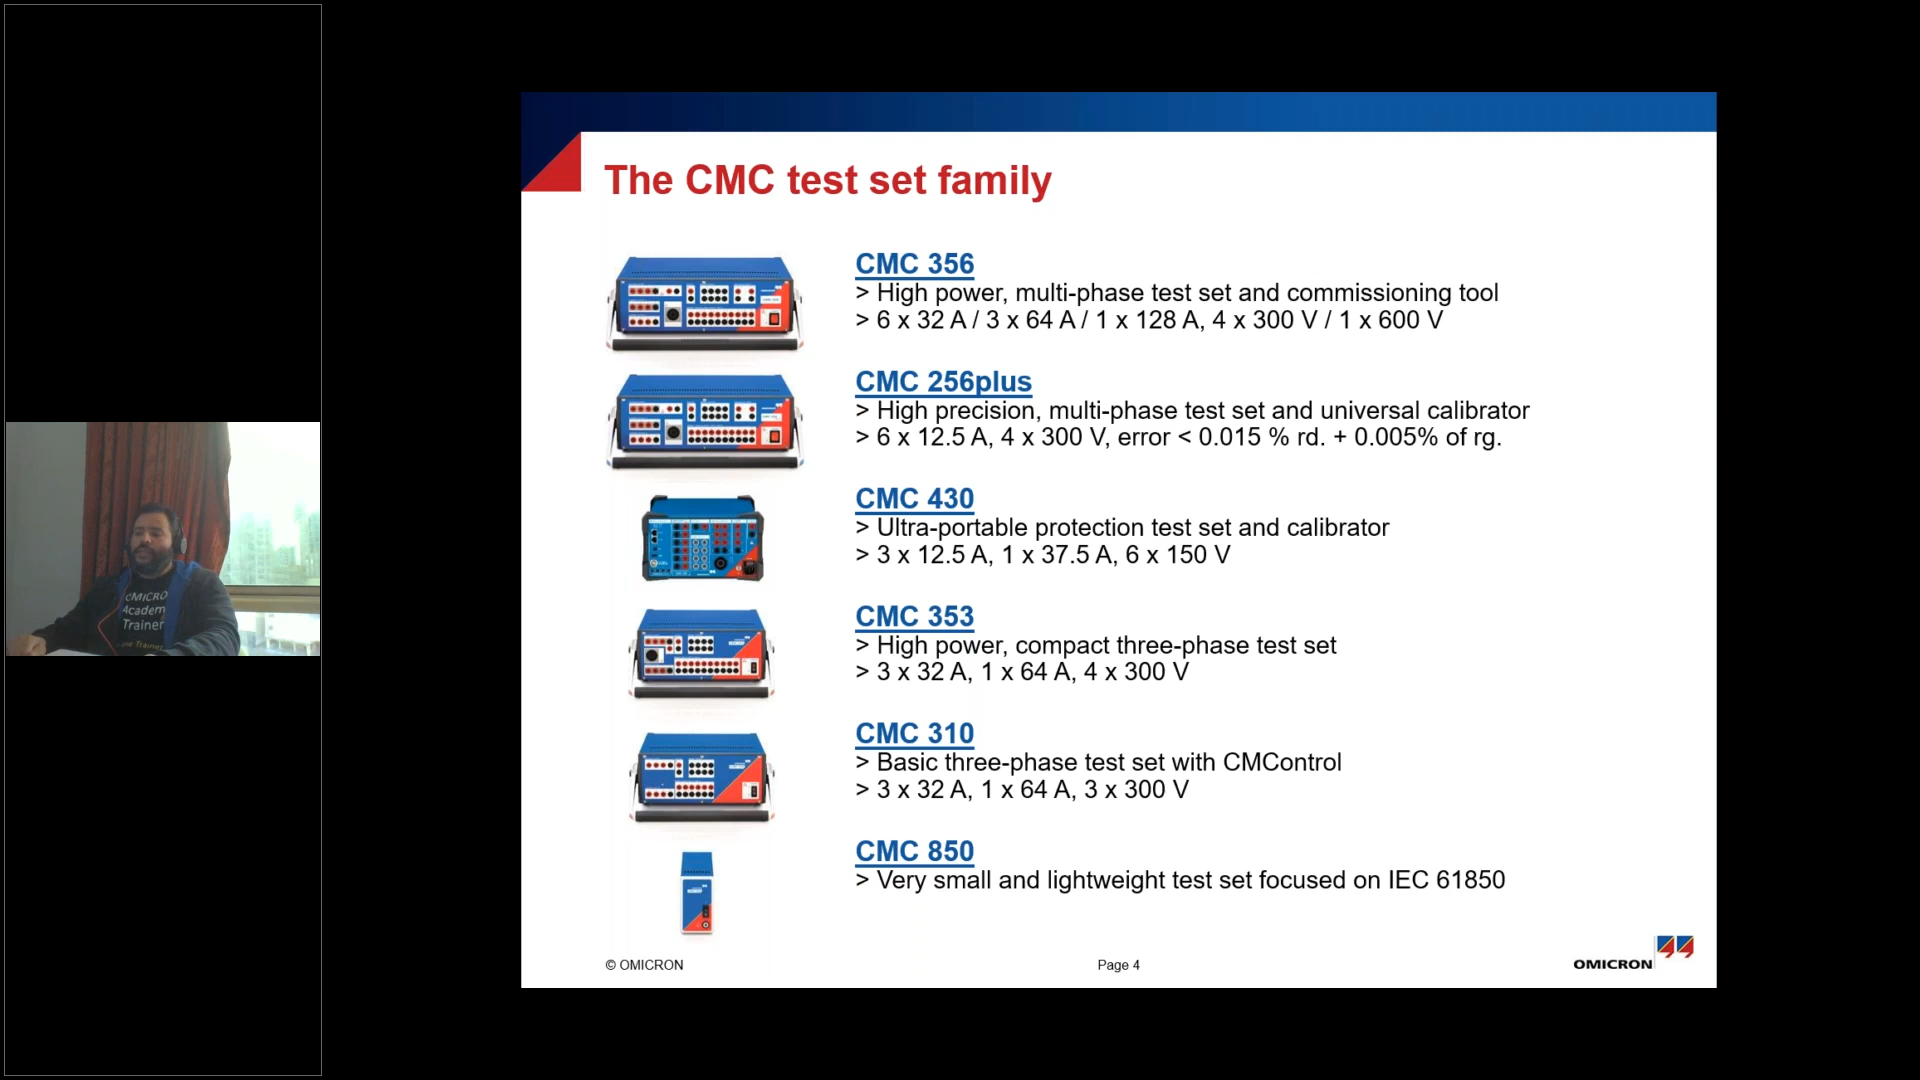 The CMC test set family
CMC 356
> High power, multi-phase test set and commissioning tool
> 6 x 32 A / 3 x 64 A / 1 x 128 A, 4 x 300 V / 1 x 600 V
CMC 256plus
> High precision, multi-phase test set and universal calibrator
> 6 x 12.5 A, 4 x 300 V, error < 0.015 % rd. + 0.005% of rg.
CMC 430
> Ultra-portable protection test set and calibrator
> 3 x 12.5 A, 1 x 37.5 A, 6 x 150 V
CMC 353
> High power, compact three-phase test set
> 3 x 32 A, 1 x 64 A, 4 x 300 V
CMC 310
> Basic three-phase test set with CMControl
> 3 x 32 A, 1 x 64 A, 3 x 300 V
CMC 850
> Very small and lightweight test set focused on IEC 61850
© OMICRON
Page 4
OMICRON
OMICRO
Academ
Trainer
Trainer